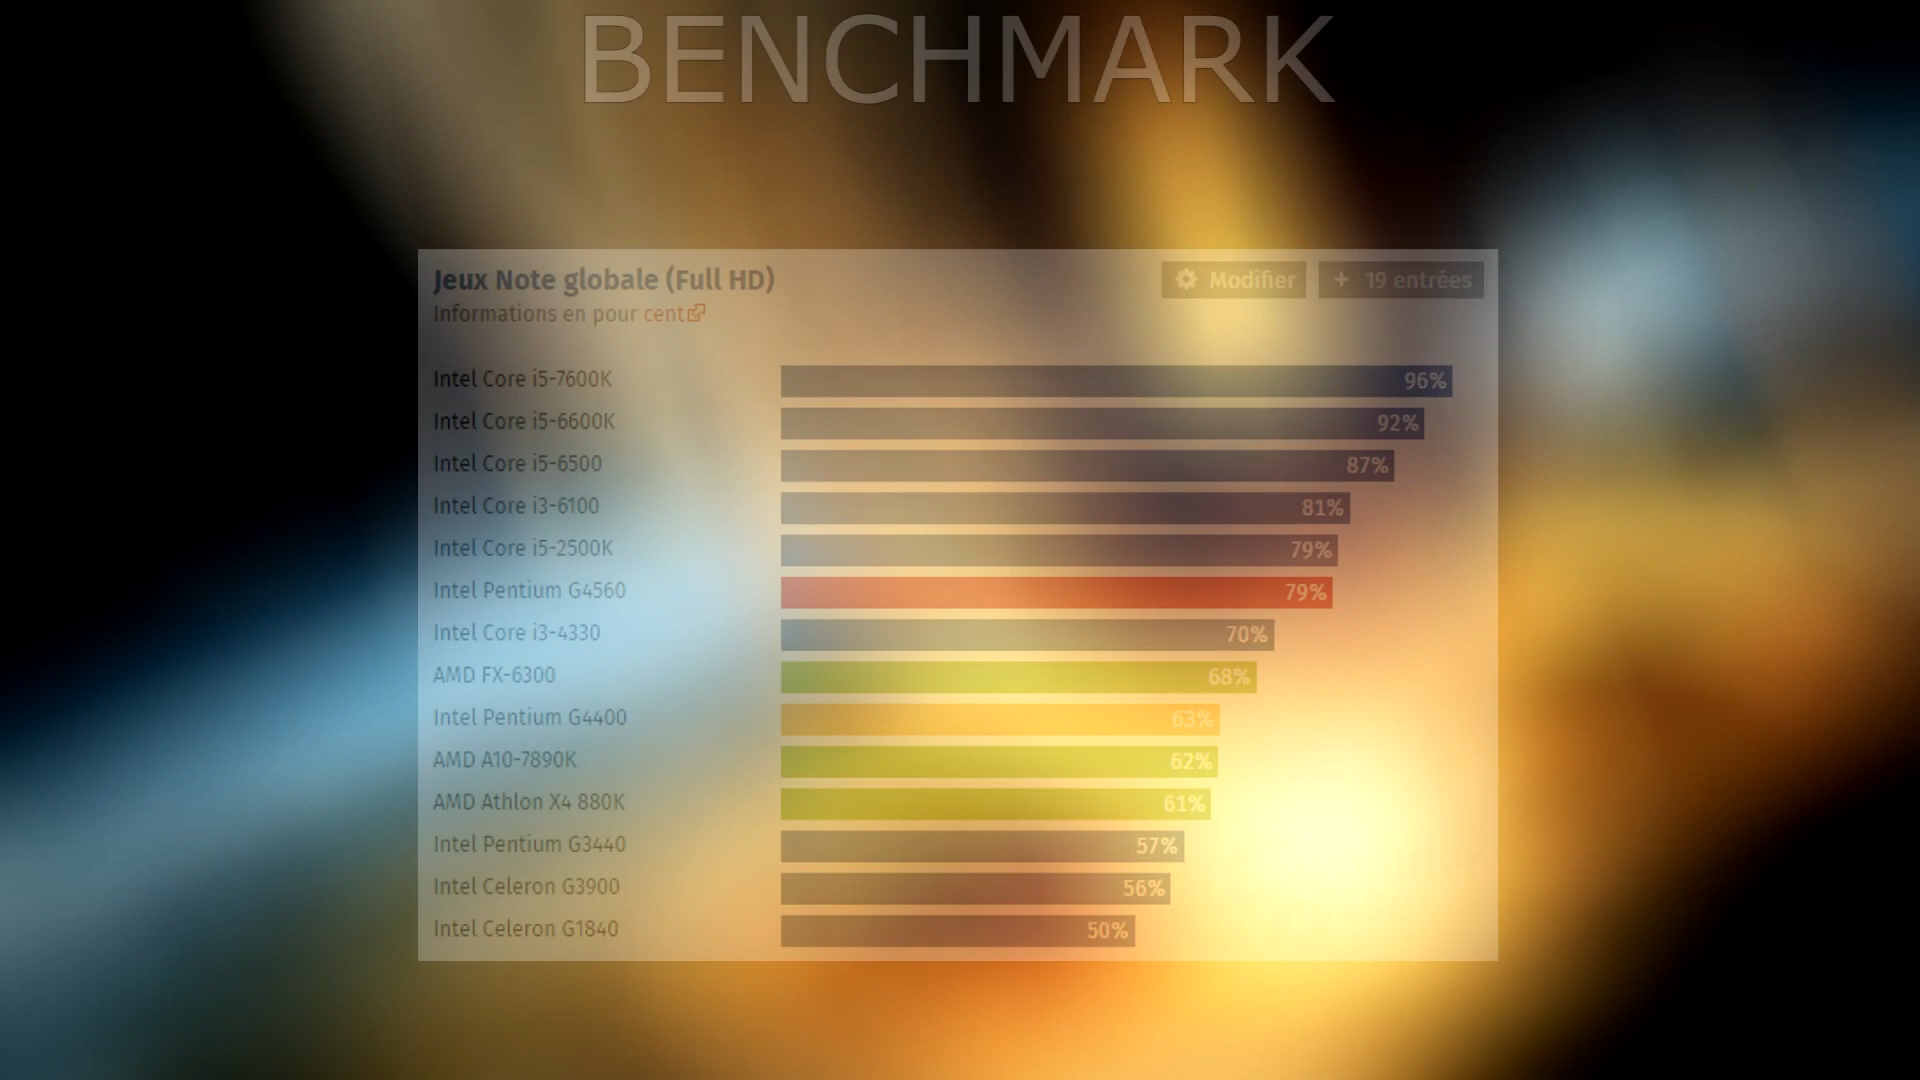 BENCHMARK
Jeux Note globale (Full HD)
Modifier
+ 19 entrées
Informations en pour cent
Intel Core i5-7600K 96%
Intel Core i5-6600K 92%
Intel Core i5-6500 87%
Intel Core i3-6100 81%
Intel Core i5-2500K 79%
Intel Pentium G4560 79%
Intel Core i3-4330 70%
AMD FX-6300 68%
Intel Pentium G4400 63%
AMD A10-7890K 62%
AMD Athlon X4 880K 61%
Intel Pentium G3440 57%
Intel Celeron G3900 56%
Intel Celeron G1840 50%